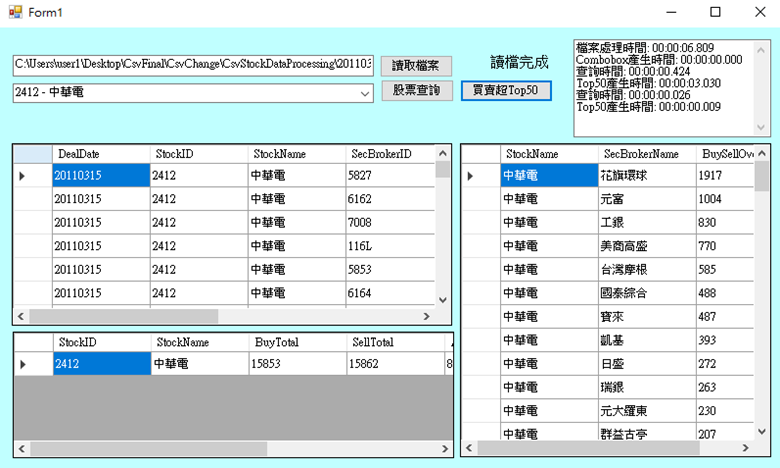 Form1
C:\Users\user1\Desktop\CsvFinal\CsvChange\CsvStockDataProcessing\201103
讀取檔案
讀檔完成
2412 - 中華電
股票查詢
買賣超Top50
檔案處理時間: 00:00:06.809
Combobox產生時間: 00:00:00.000
查詢時間: 00:00:00.424
Top50產生時間: 00:00:03.030
查詢時間: 00:00:00.026
Top50產生時間: 00:00:00.009
DealDate StockID StockName SecBrokerID
20110315 2412 中華電 5827
20110315 2412 中華電 6162
20110315 2412 中華電 7008
20110315 2412 中華電 116L
20110315 2412 中華電 5853
20110315 2412 中華電 6164
StockID StockName BuyTotal SellTotal
2412 中華電 15853 15862 8
StockName SecBrokerName BuySellOve
中華電 花旗環球 1917
中華電 元富 1004
中華電 工銀 830
中華電 美商高盛 770
中華電 台灣摩根 585
中華電 國泰綜合 488
中華電 寶來 487
中華電 凱基 393
中華電 日盛 272
中華電 瑞銀 263
中華電 元大羅東 230
中華電 群益古亭 207